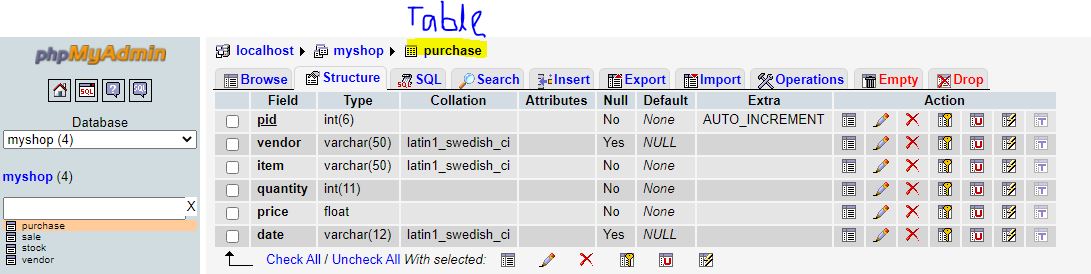 Table
phpMyAdmin
localhost myshop purchase
Browse Structure SQL Search Insert Export Import Operations Empty Drop
SQL SQL
Database
myshop (4)
myshop (4)
X
purchase
sale
stock
vendor
Field Type Collation Attributes Null Default Extra Action
pid int(6) No None AUTO_INCREMENT
vendor varchar(50) latin1_swedish_ci Yes NULL
item varchar(50) latin1_swedish_ci No None
quantity int(11) No None
price float No None
date varchar(12) latin1_swedish_ci Yes NULL
Check All / Uncheck All With selected: